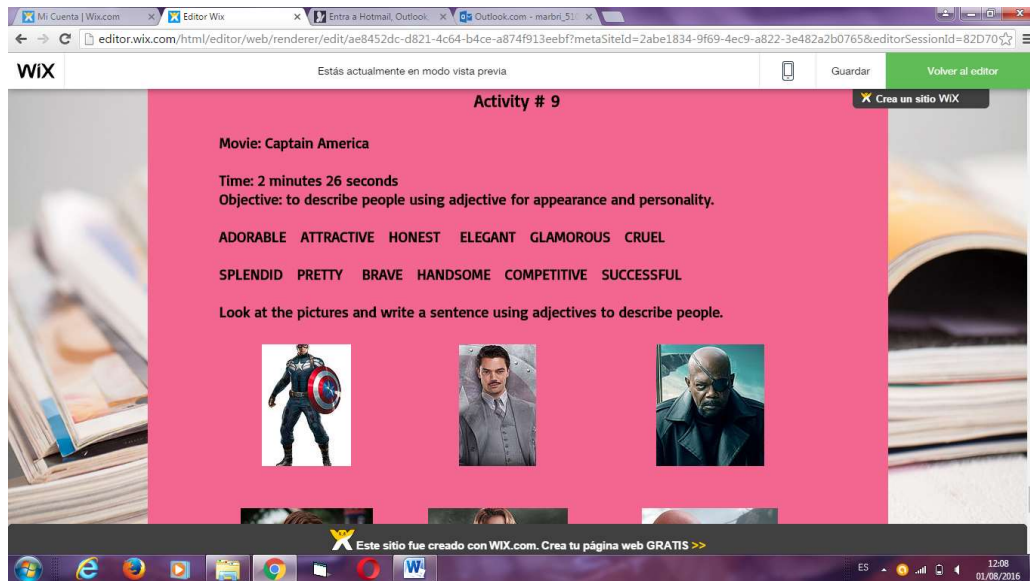 Mi Cuenta | Wix.com
Editor Wix
Entra a Hotmail, Outlook,
Outlook.com - marbri_51
editor.wix.com/html/editor/web/renderer/edit/ae8452dc-d821-4c64-b4ce-a874f913eebf?metaSiteId=2abe1834-9f69-4ec9-a822-3e482a2b0765&editorSessionId=82D70
WiX
Estás actualmente en modo vista previa
Guardar
Volver al editor
Crea un sitio WiX
Activity # 9
Movie: Captain America
Time: 2 minutes 26 seconds
Objective: to describe people using adjective for appearance and personality.
ADORABLE ATTRACTIVE HONEST ELEGANT GLAMOROUS CRUEL
SPLENDID PRETTY BRAVE HANDSOME COMPETITIVE SUCCESSFUL
Look at the pictures and write a sentence using adjectives to describe people.
Este sitio fue creado con WIX.com. Crea tu página web GRATIS >>
ES
12:08
01/08/2016